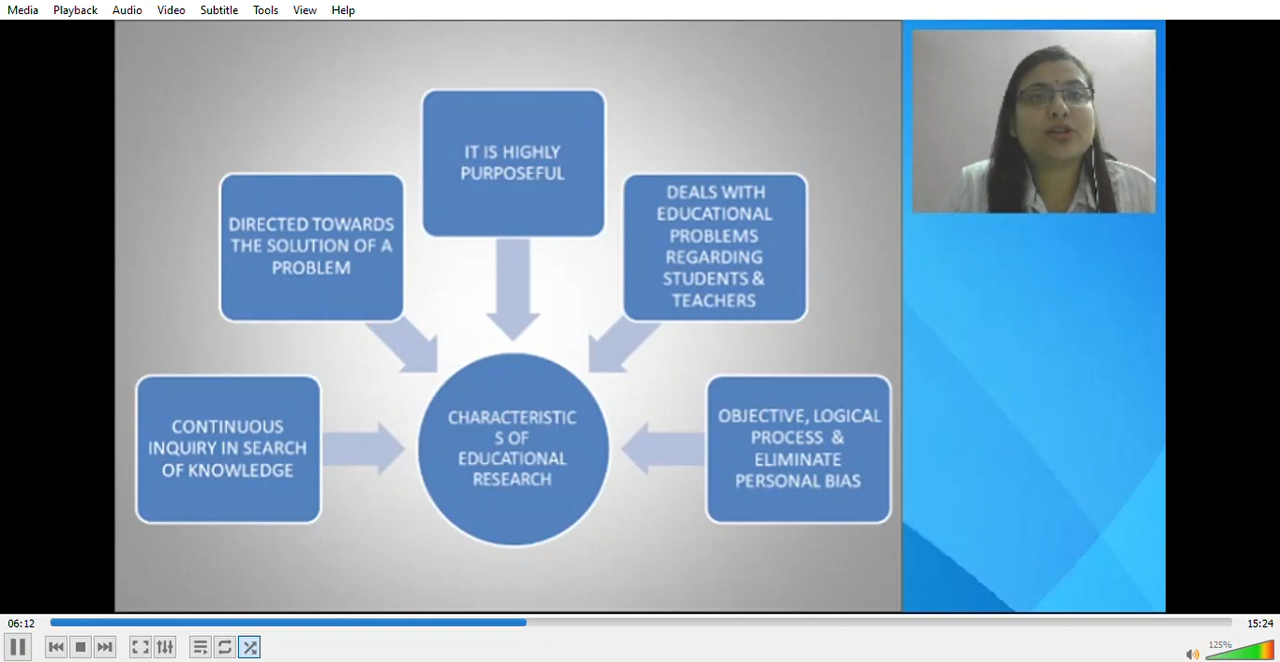 Media Playback Audio Video Subtitle Tools View Help
IT IS HIGHLY
PURPOSEFUL
DIRECTED TOWARDS
THE SOLUTION OF A
PROBLEM
DEALS WITH
EDUCATIONAL
PROBLEMS
REGARDING
STUDENTS &
TEACHERS
CONTINUOUS
INQUIRY IN SEARCH
OF KNOWLEDGE
CHARACTERISTIC
S OF
EDUCATIONAL
RESEARCH
OBJECTIVE, LOGICAL
PROCESS &
ELIMINATE
PERSONAL BIAS
06:12 15:24
125%